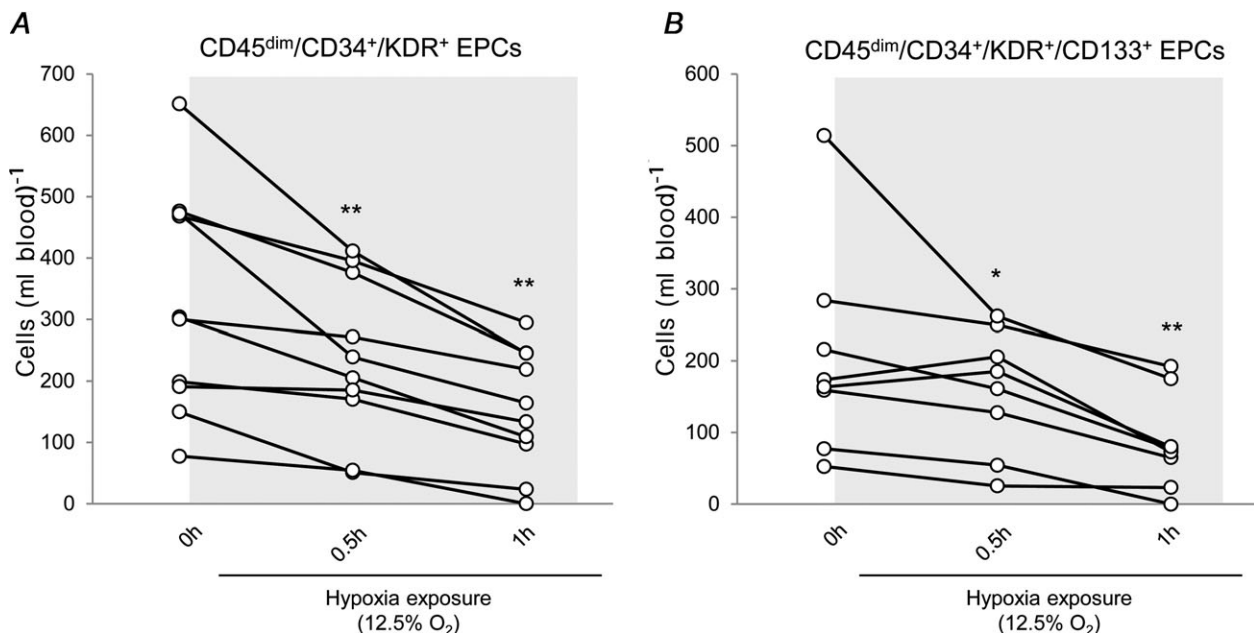 A
CD45ᵈⁱᵐ/CD34⁺/KDR⁺ EPCs
700
600
500
400
300
200
100
0
Cells (ml blood)⁻¹
**
**
0h
0.5h
1h
Hypoxia exposure
(12.5% O₂)
B
CD45ᵈⁱᵐ/CD34⁺/KDR⁺/CD133⁺ EPCs
600
500
400
300
200
100
0
Cells (ml blood)⁻¹
*
**
0h
0.5h
1h
Hypoxia exposure
(12.5% O₂)